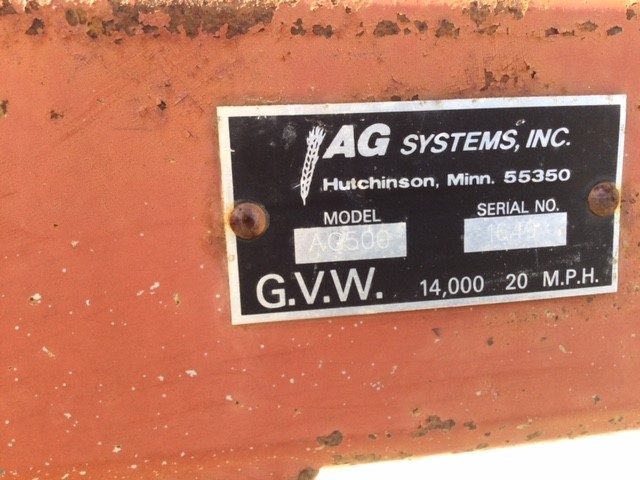 AG SYSTEMS, INC.
Hutchinson, Minn. 55350
MODEL
AG500
SERIAL NO.
G.V.W. 14,000 20 M.P.H.